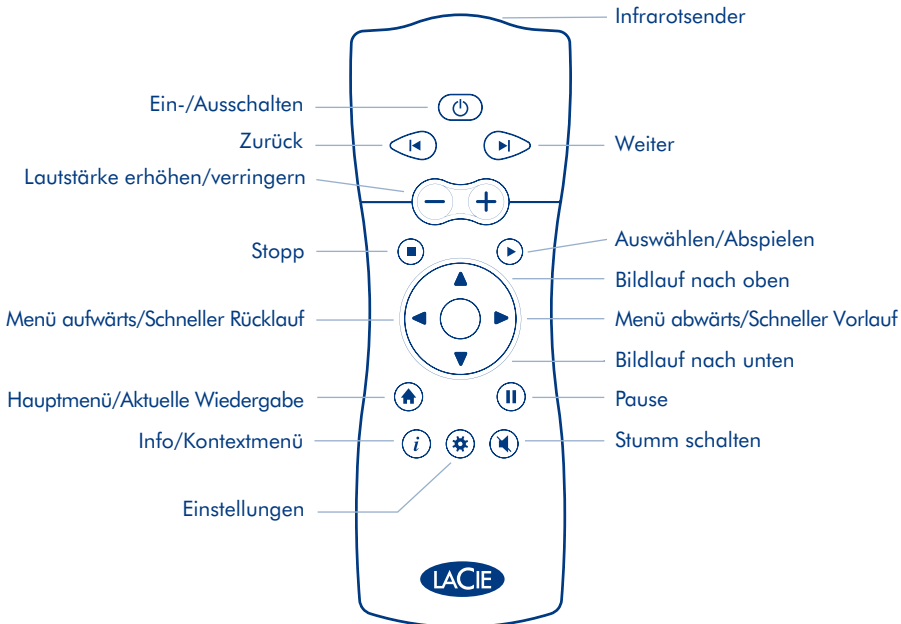 Infrarotsender
Ein-/Ausschalten
Zurück
Weiter
Lautstärke erhöhen/verringern
Stopp
Auswählen/Abspielen
Bildlauf nach oben
Menü aufwärts/Schneller Rücklauf
Menü abwärts/Schneller Vorlauf
Bildlauf nach unten
Hauptmenü/Aktuelle Wiedergabe
Pause
Info/Kontextmenü
i
Stumm schalten
Einstellungen
LACIE